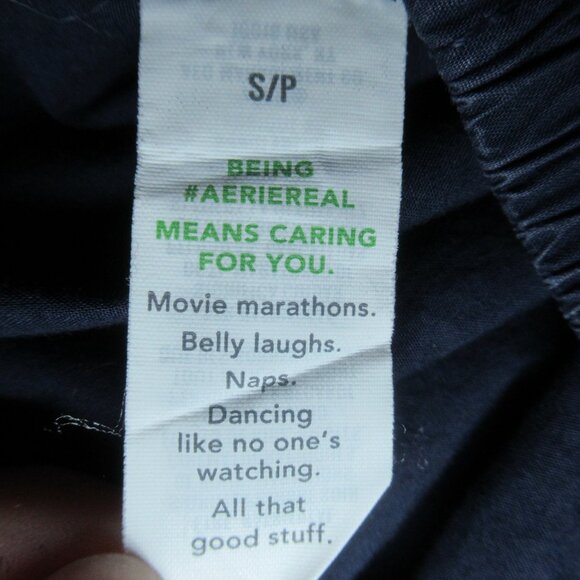 S/P
BEING
#AERIEREAL
MEANS CARING
FOR YOU.
Movie marathons.
Belly laughs.
Naps.
Dancing
like no one's
watching.
All that
good stuff.